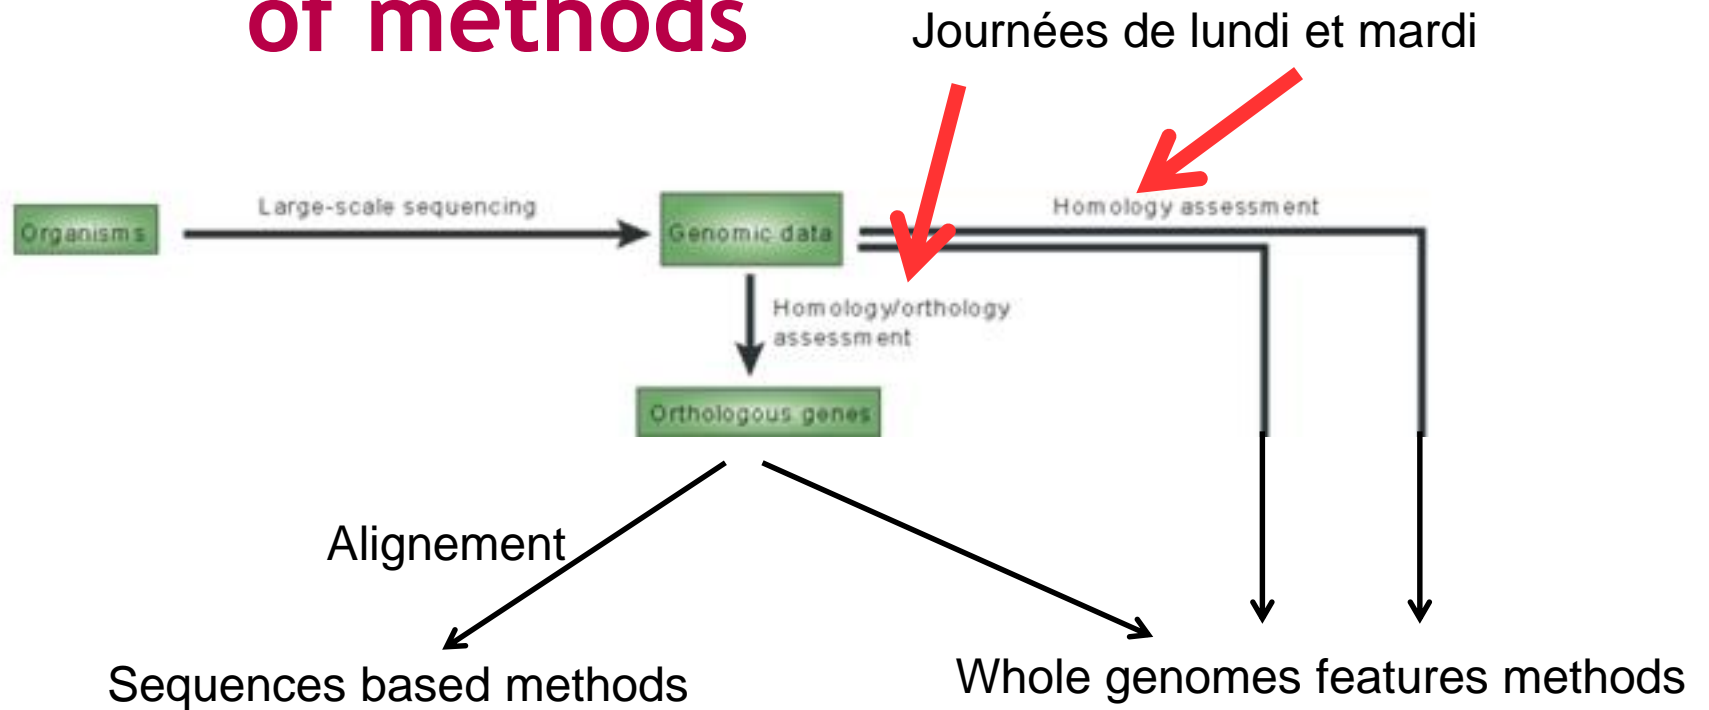 of methods
Journées de lundi et mardi
Large-scale sequencing
Homology assessment
Organisms
Genomic data
Homology/orthology
assessment
Orthologous genes
Alignement
Sequences based methods
Whole genomes features methods